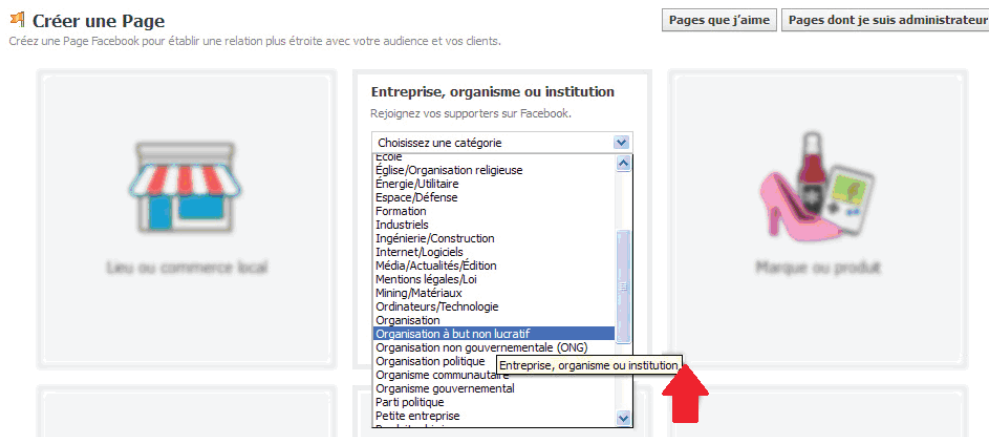 Créer une Page
Pages que j'aime
Pages dont je suis administrateur
Créez une Page Facebook pour établir une relation plus étroite avec votre audience et vos clients.
Lieu ou commerce local
Entreprise, organisme ou institution
Rejoignez vos supporters sur Facebook.
Choisissez une catégorie
École
Église/Organisation religieuse
Énergie/Utilitaire
Espace/Défense
Formation
Industriels
Ingénierie/Construction
Internet/Logiciels
Média/Actualités/Édition
Mentions légales/Loi
Mining/Matériaux
Ordinateurs/Technologie
Organisation
Organisation à but non lucratif
Organisation non gouvernementale (ONG)
Organisation politique
Entreprise, organisme ou institution
Organisme communautaire
Organisme gouvernemental
Parti politique
Petite entreprise
Marque ou produit